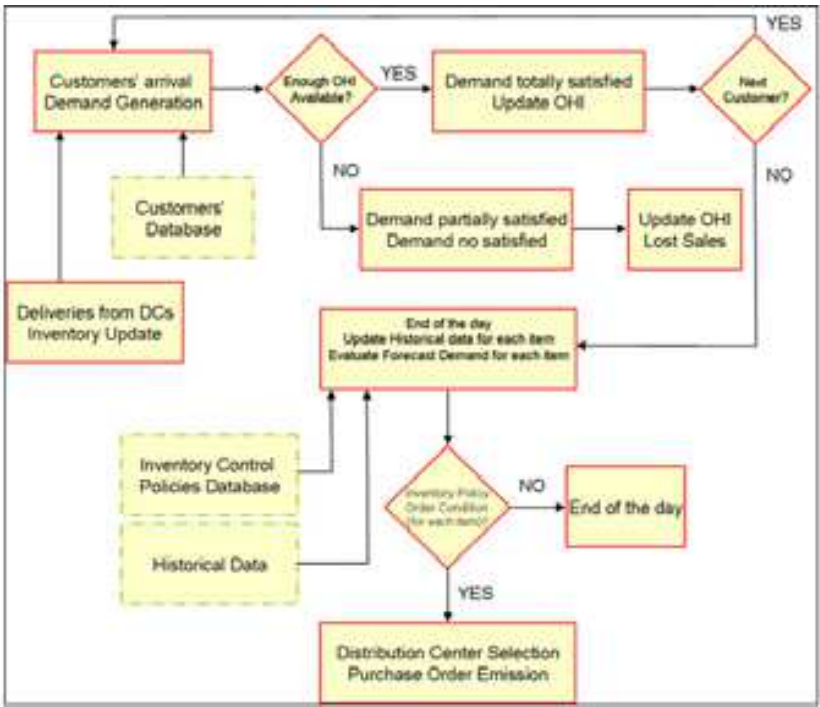 YES
Customers' arrival
Demand Generation
Enough OHI
Available?
YES
Demand totally satisfied
Update OHI
Next
Customer?
NO
NO
Customers'
Database
Demand partially satisfied
Demand no satisfied
Update OHI
Lost Sales
Deliveries from DCs
Inventory Update
End of the day
Update Historical data for each item
Evaluate Forecast Demand for each item
Inventory Control
Policies Database
Inventory Policy
Order Condition
(for each item)?
NO
End of the day
Historical Data
YES
Distribution Center Selection
Purchase Order Emission